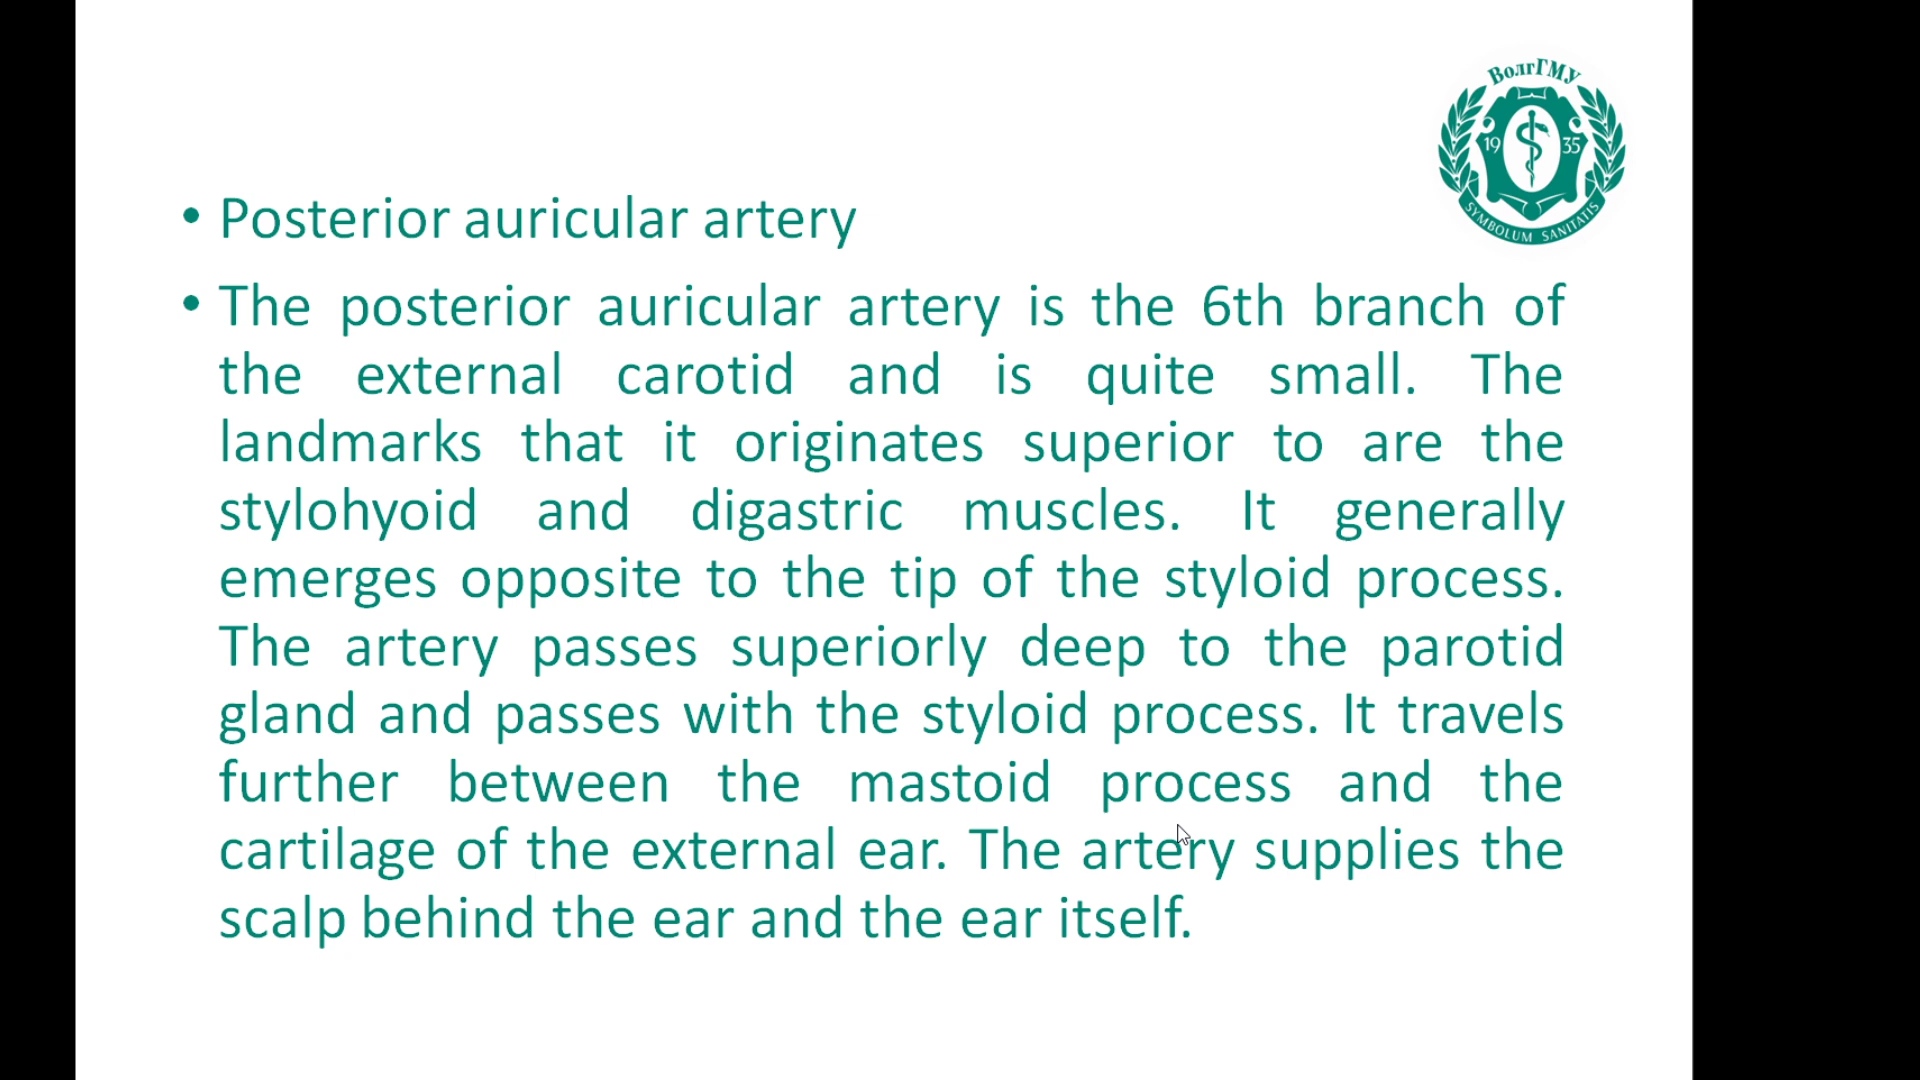 ВолгГМУ
19 35
SYMBOLUM SANITATIS
• Posterior auricular artery
• The posterior auricular artery is the 6th branch of
the external carotid and is quite small. The
landmarks that it originates superior to are the
stylohyoid and digastric muscles. It generally
emerges opposite to the tip of the styloid process.
The artery passes superiorly deep to the parotid
gland and passes with the styloid process. It travels
further between the mastoid process and the
cartilage of the external ear. The artery supplies the
scalp behind the ear and the ear itself.